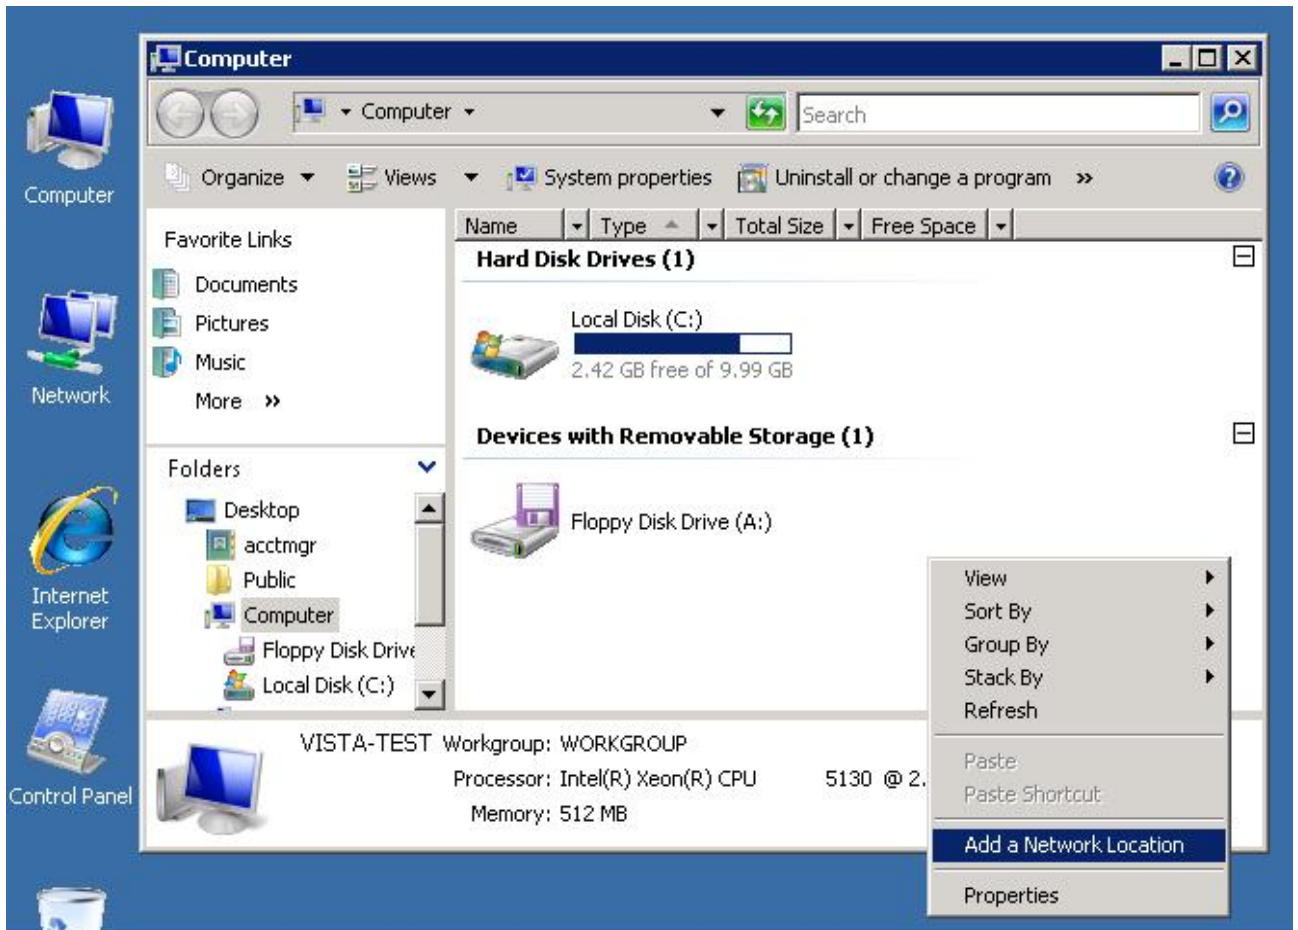 Computer
Computer
Search
Organize Views System properties Uninstall or change a program »
Computer
Network
Internet
Explorer
Control Panel
Favorite Links
Documents
Pictures
Music
More »
Folders
Desktop
acctmgr
Public
Computer
Floppy Disk Drive
Local Disk (C:)
Name Type Total Size Free Space
Hard Disk Drives (1)
Local Disk (C:)
2.42 GB free of 9.99 GB
Devices with Removable Storage (1)
Floppy Disk Drive (A:)
VISTA-TEST Workgroup: WORKGROUP
Processor: Intel(R) Xeon(R) CPU 5130 @ 2.
Memory: 512 MB
View
Sort By
Group By
Stack By
Refresh
Paste
Paste Shortcut
Add a Network Location
Properties